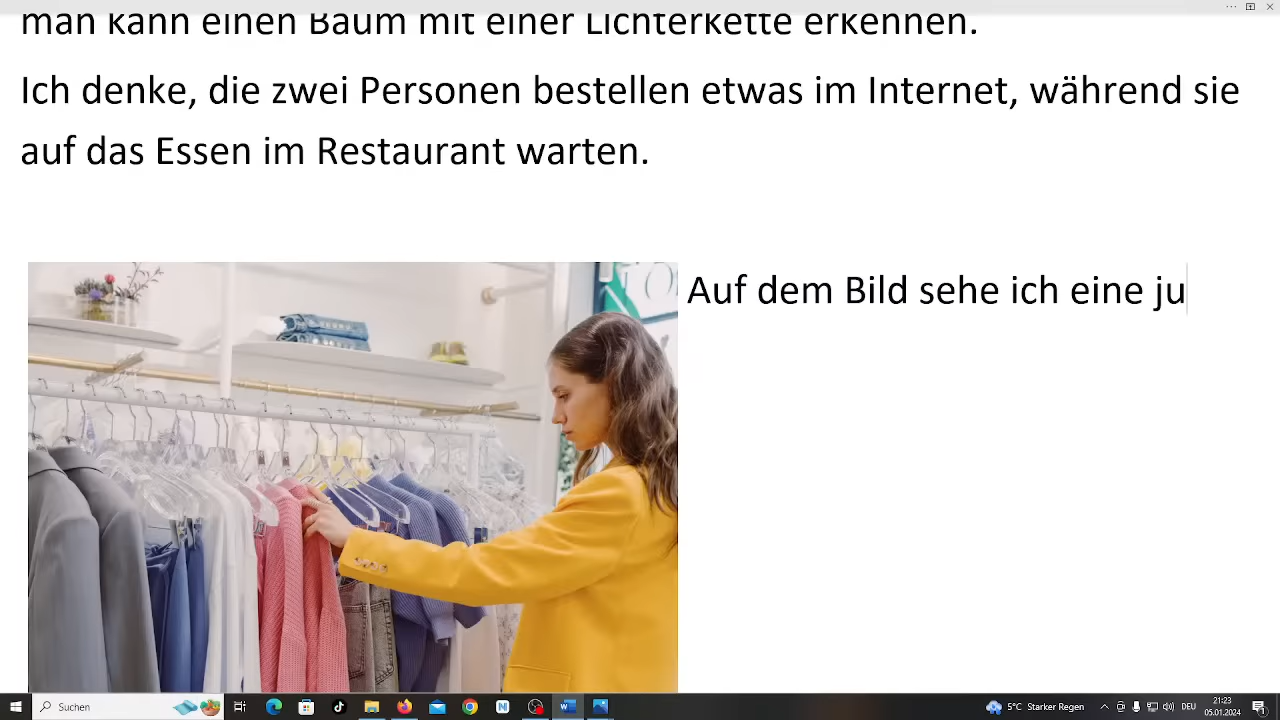 man kann einen Baum mit einer Lichterkette erkennen.
Ich denke, die zwei Personen bestellen etwas im Internet, während sie
auf das Essen im Restaurant warten.
Auf dem Bild sehe ich eine ju
Suchen
5°C Starker Regen
DEU
21:23
05.01.2024